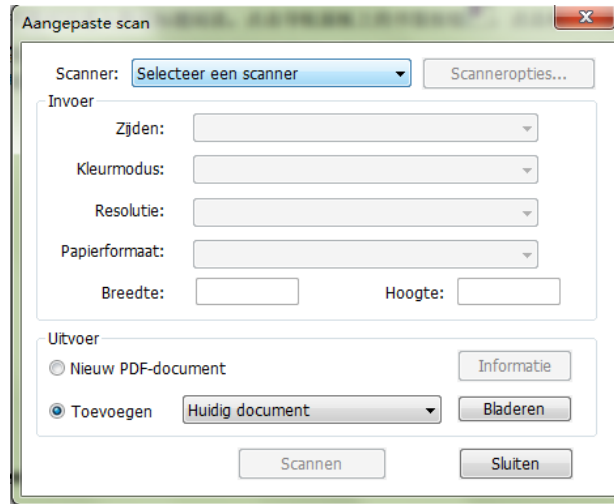 Aangepaste scan
Scanner: Selecteer een scanner Scanneropties...
Invoer
Zijden:
Kleurmodus:
Resolutie:
Papierformaat:
Breedte: Hoogte:
Uitvoer
Nieuw PDF-document Informatie
Toevoegen Huidig document Bladeren
Scannen Sluiten